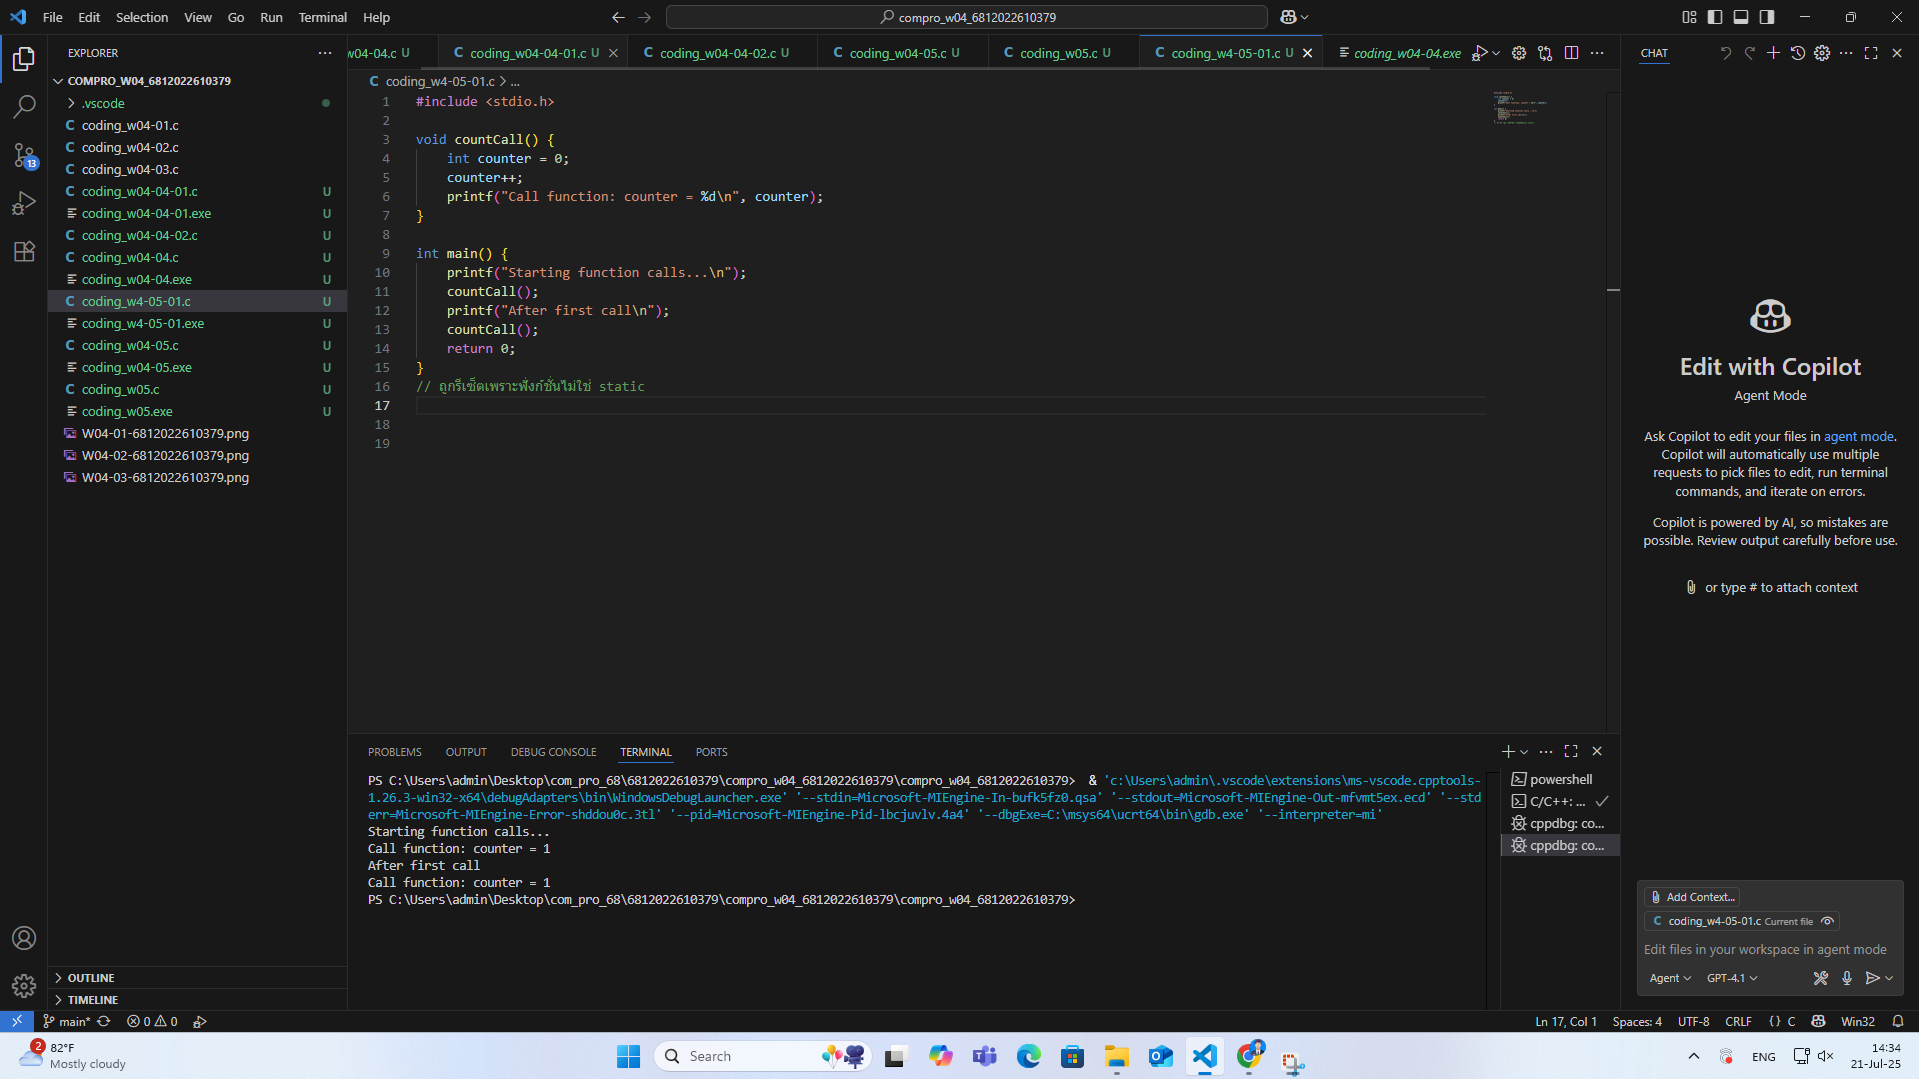 File Edit Selection View Go Run Terminal Help
compro_w04_6812022610379
EXPLORER
COMPRO_W04_6812022610379
.vscode
coding_w04-01.c
coding_w04-02.c
coding_w04-03.c
coding_w04-04-01.c U
coding_w04-04-01.exe U
coding_w04-04-02.c U
coding_w04-04.c U
coding_w04-04.exe U
coding_w4-05-01.c U
coding_w4-05-01.exe U
coding_w04-05.c U
coding_w04-05.exe U
coding_w05.c U
coding_w05.exe U
W04-01-6812022610379.png
W04-02-6812022610379.png
W04-03-6812022610379.png
OUTLINE
TIMELINE
13
w04-04.c U
coding_w04-04-01.c U
coding_w04-04-02.c U
coding_w04-05.c U
coding_w05.c U
coding_w4-05-01.c U
coding_w04-04.exe
coding_w4-05-01.c > ...
1 #include <stdio.h>
2
3 void countCall() {
4 int counter = 0;
5 counter++;
6 printf("Call function: counter = %d\n", counter);
7 }
8
9 int main() {
10 printf("Starting function calls...\n");
11 countCall();
12 printf("After first call\n");
13 countCall();
14 return 0;
15 }
16 // ถูกรีเซ็ตเพราะฟังก์ชั่นไม่ใช่ static
17
18
19
PROBLEMS OUTPUT DEBUG CONSOLE TERMINAL PORTS
PS C:\Users\admin\Desktop\com_pro_68\6812022610379\compro_w04_6812022610379\compro_w04_6812022610379> & 'c:\Users\admin\.vscode\extensions\ms-vscode.cpptools-
1.26.3-win32-x64\debugAdapters\bin\WindowsDebugLauncher.exe' '--stdin=Microsoft-MIEngine-In-bufk5fz0.qsa' '--stdout=Microsoft-MIEngine-Out-mfvmt5ex.ecd' '--std
err=Microsoft-MIEngine-Error-shddou0c.3tl' '--pid=Microsoft-MIEngine-Pid-lbcjuvlv.4a4' '--dbgExe=C:\msys64\ucrt64\bin\gdb.exe' '--interpreter=mi'
Starting function calls...
Call function: counter = 1
After first call
Call function: counter = 1
PS C:\Users\admin\Desktop\com_pro_68\6812022610379\compro_w04_6812022610379\compro_w04_6812022610379>
powershell
C/C++: ...
cppdbg: co...
cppdbg: co...
CHAT
Edit with Copilot
Agent Mode
Ask Copilot to edit your files in agent mode.
Copilot will automatically use multiple
requests to pick files to edit, run terminal
commands, and iterate on errors.
Copilot is powered by AI, so mistakes are
possible. Review output carefully before use.
or type # to attach context
Add Context...
coding_w4-05-01.c Current file
Edit files in your workspace in agent mode
Agent GPT-4.1
main* 0 0
Ln 17, Col 1 Spaces: 4 UTF-8 CRLF {} C Win32
2
82°F
Mostly cloudy
Search
ENG
14:34
21-Jul-25